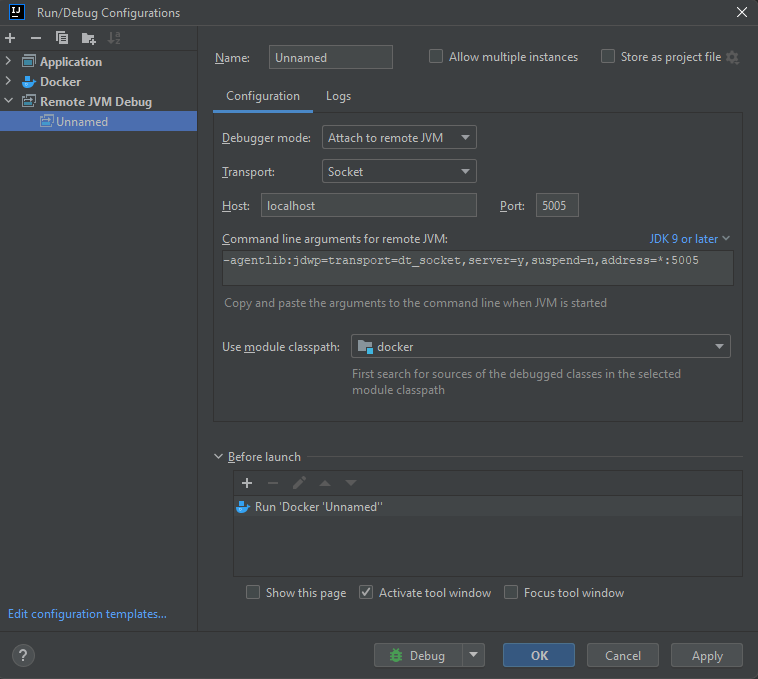 IJ
Run/Debug Configurations
Application
Docker
Remote JVM Debug
Unnamed
Edit configuration templates...
Name:
Unnamed
Allow multiple instances
Store as project file
Configuration
Logs
Debugger mode:
Attach to remote JVM
Transport:
Socket
Host:
localhost
Port:
5005
Command line arguments for remote JVM:
JDK 9 or later
-agentlib:jdwp=transport=dt_socket,server=y,suspend=n,address=*:5005
Copy and paste the arguments to the command line when JVM is started
Use module classpath:
docker
First search for sources of the debugged classes in the selected
module classpath
Before launch
Run 'Docker 'Unnamed''
Show this page
Activate tool window
Focus tool window
?
Debug
OK
Cancel
Apply